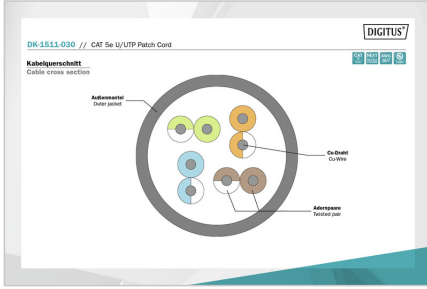 DIGITUS®
DK-1511-030 // CAT 5e U/UTP Patch Cord
Kabelquerschnitt
Cable cross section
Außenmantel
Outer jacket
Cu-Draht
Cu-Wire
Adernpaare
Twisted pair